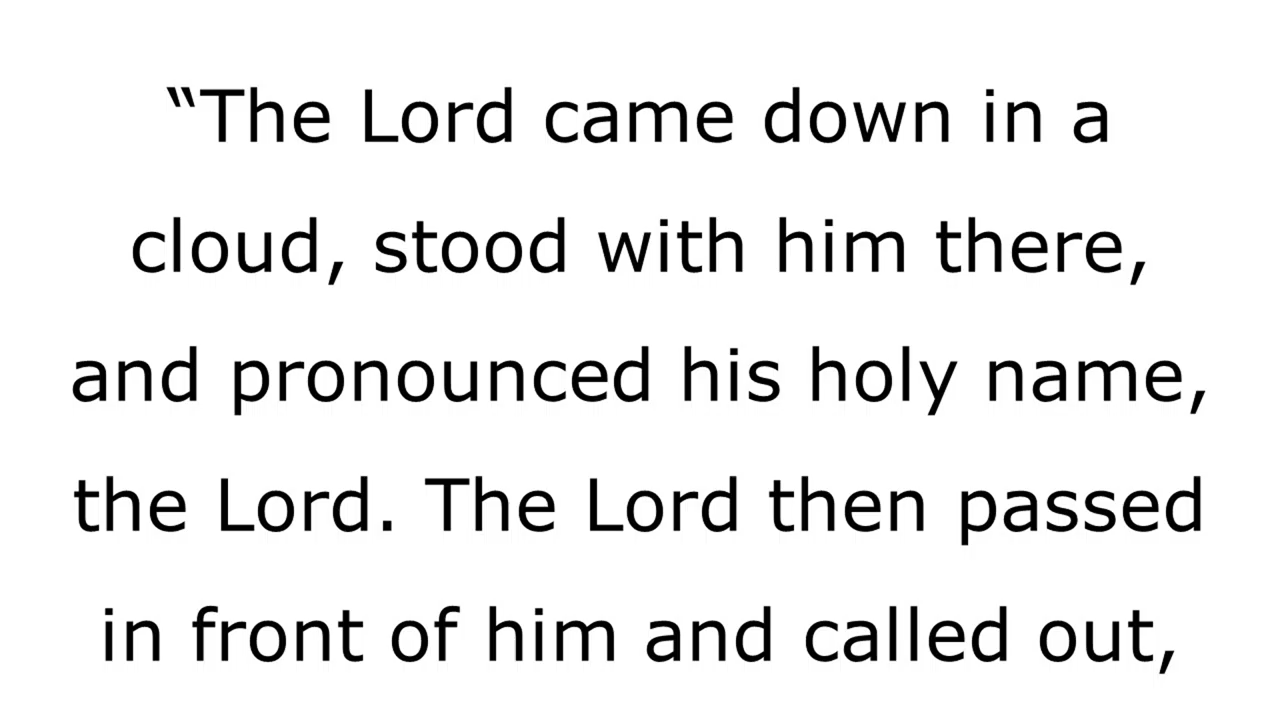 “The Lord came down in a
cloud, stood with him there,
and pronounced his holy name,
the Lord. The Lord then passed
in front of him and called out,